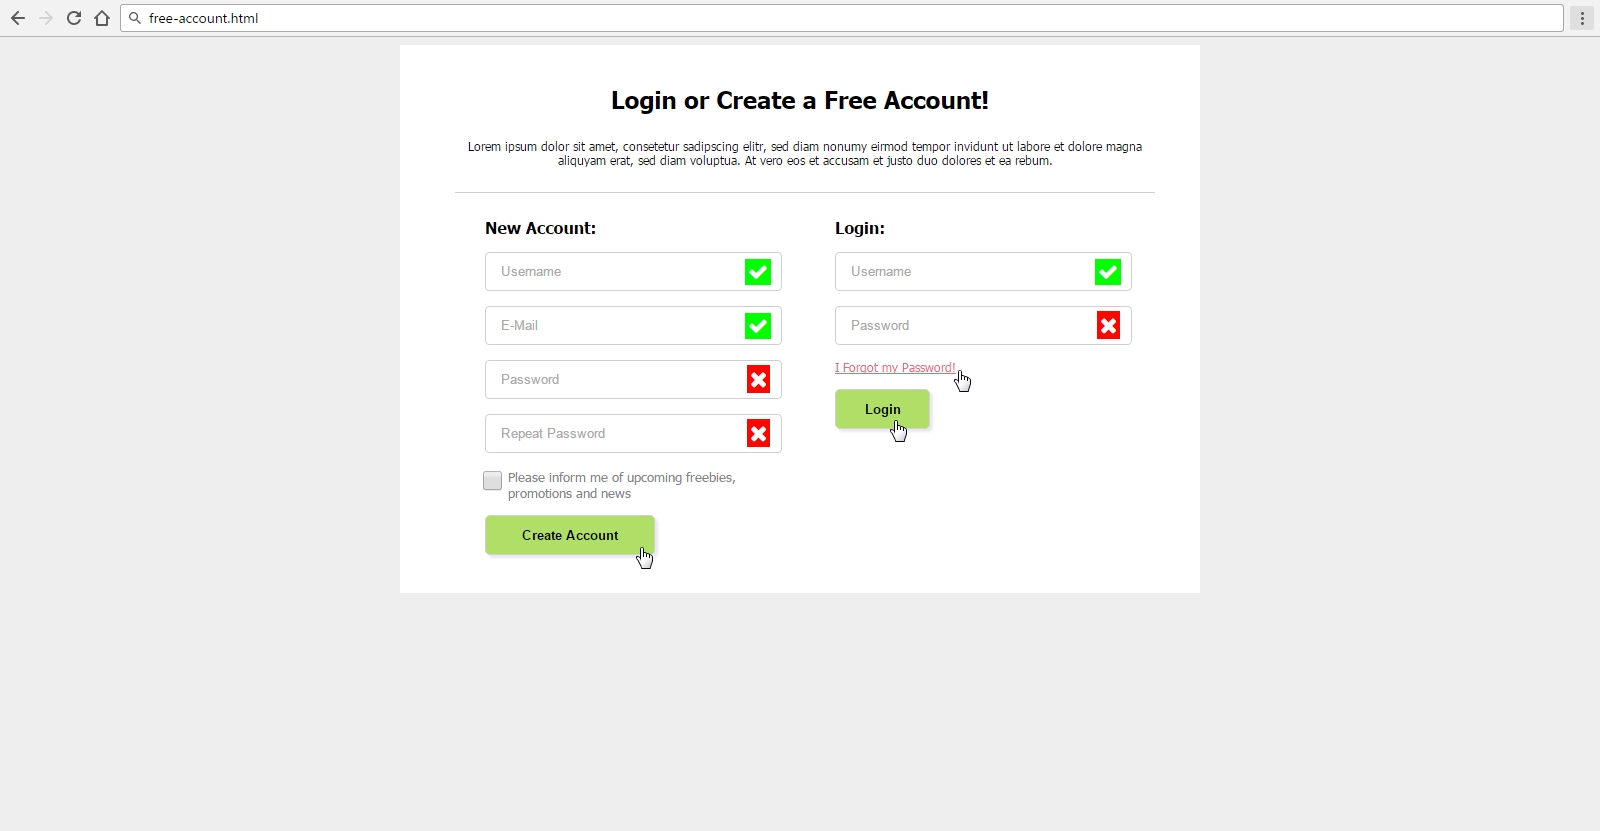 free-account.html
Login or Create a Free Account!
Lorem ipsum dolor sit amet, consetetur sadipscing elitr, sed diam nonumy eirmod tempor invidunt ut labore et dolore magna
aliquyam erat, sed diam voluptua. At vero eos et accusam et justo duo dolores et ea rebum.
New Account:
Username
E-Mail
Password
Repeat Password
Please inform me of upcoming freebies,
promotions and news
Create Account
Login:
Username
Password
I Forgot my Password!
Login